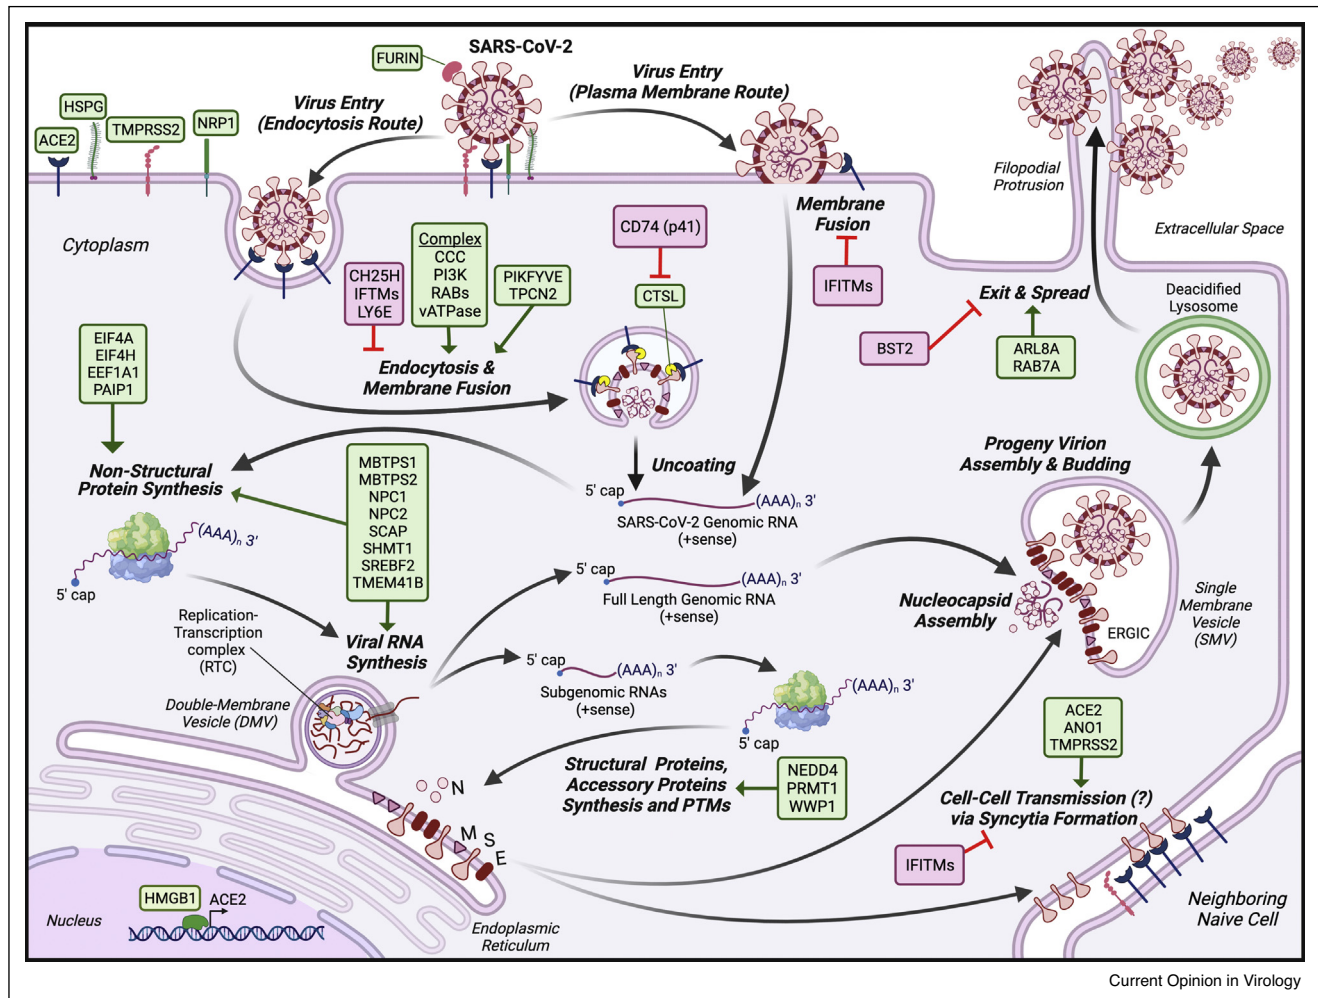 SARS-CoV-2
FURIN
Virus Entry
(Plasma Membrane Route)
Virus Entry
(Endocytosis Route)
HSPG
TMPRSS2
NRP1
ACE2
Filopodial
Protrusion
Extracellular Space
Cytoplasm
Membrane
Fusion
IFITMs
CD74 (p41)
CTSL
Complex
CCC
PI3K
RABs
vATPase
CH25H
IFTMs
LY6E
PIKFYVE
TPCN2
Endocytosis &
Membrane Fusion
Exit & Spread
BST2
ARL8A
RAB7A
Deacidified
Lysosome
EIF4A
EIF4H
EEF1A1
PAIP1
Non-Structural
Protein Synthesis
(AAA)n 3'
5' cap
MBTPS1
MBTPS2
NPC1
NPC2
SCAP
SHMT1
SREBF2
TMEM41B
Uncoating
5' cap
(AAA)n 3'
SARS-CoV-2 Genomic RNA
(+sense)
Progeny Virion
Assembly & Budding
5' cap
(AAA)n 3'
Full Length Genomic RNA
(+sense)
Nucleocapsid
Assembly
ERGIC
Single
Membrane
Vesicle
(SMV)
Replication-
Transcription
complex
(RTC)
Viral RNA
Synthesis
Double-Membrane
Vesicle (DMV)
5' cap
(AAA)n 3'
Subgenomic RNAs
(+sense)
(AAA)n 3'
5' cap
Structural Proteins,
Accessory Proteins
Synthesis and PTMs
NEDD4
PRMT1
WWP1
ACE2
ANO1
TMPRSS2
Cell-Cell Transmission (?)
via Syncytia Formation
IFITMs
N
M
S
E
HMGB1
ACE2
Nucleus
Endoplasmic
Reticulum
Neighboring
Naive Cell
Current Opinion in Virology